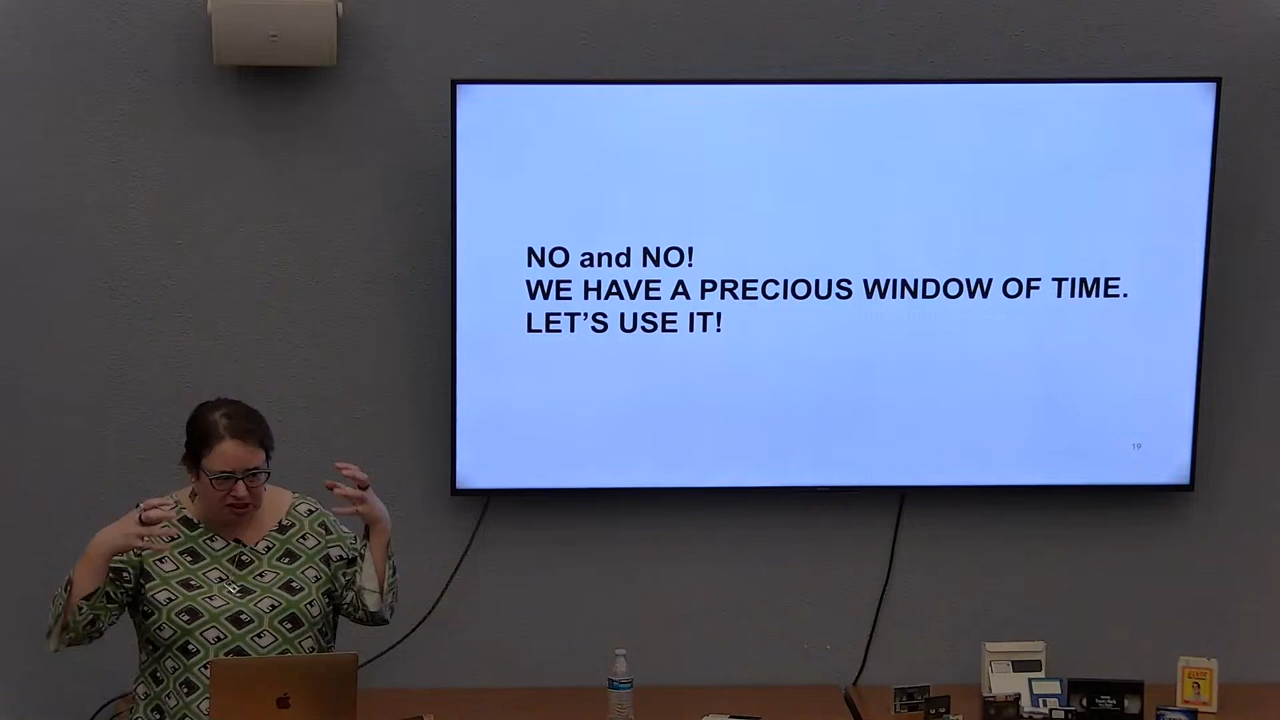 NO and NO!
WE HAVE A PRECIOUS WINDOW OF TIME.
LET'S USE IT!
19